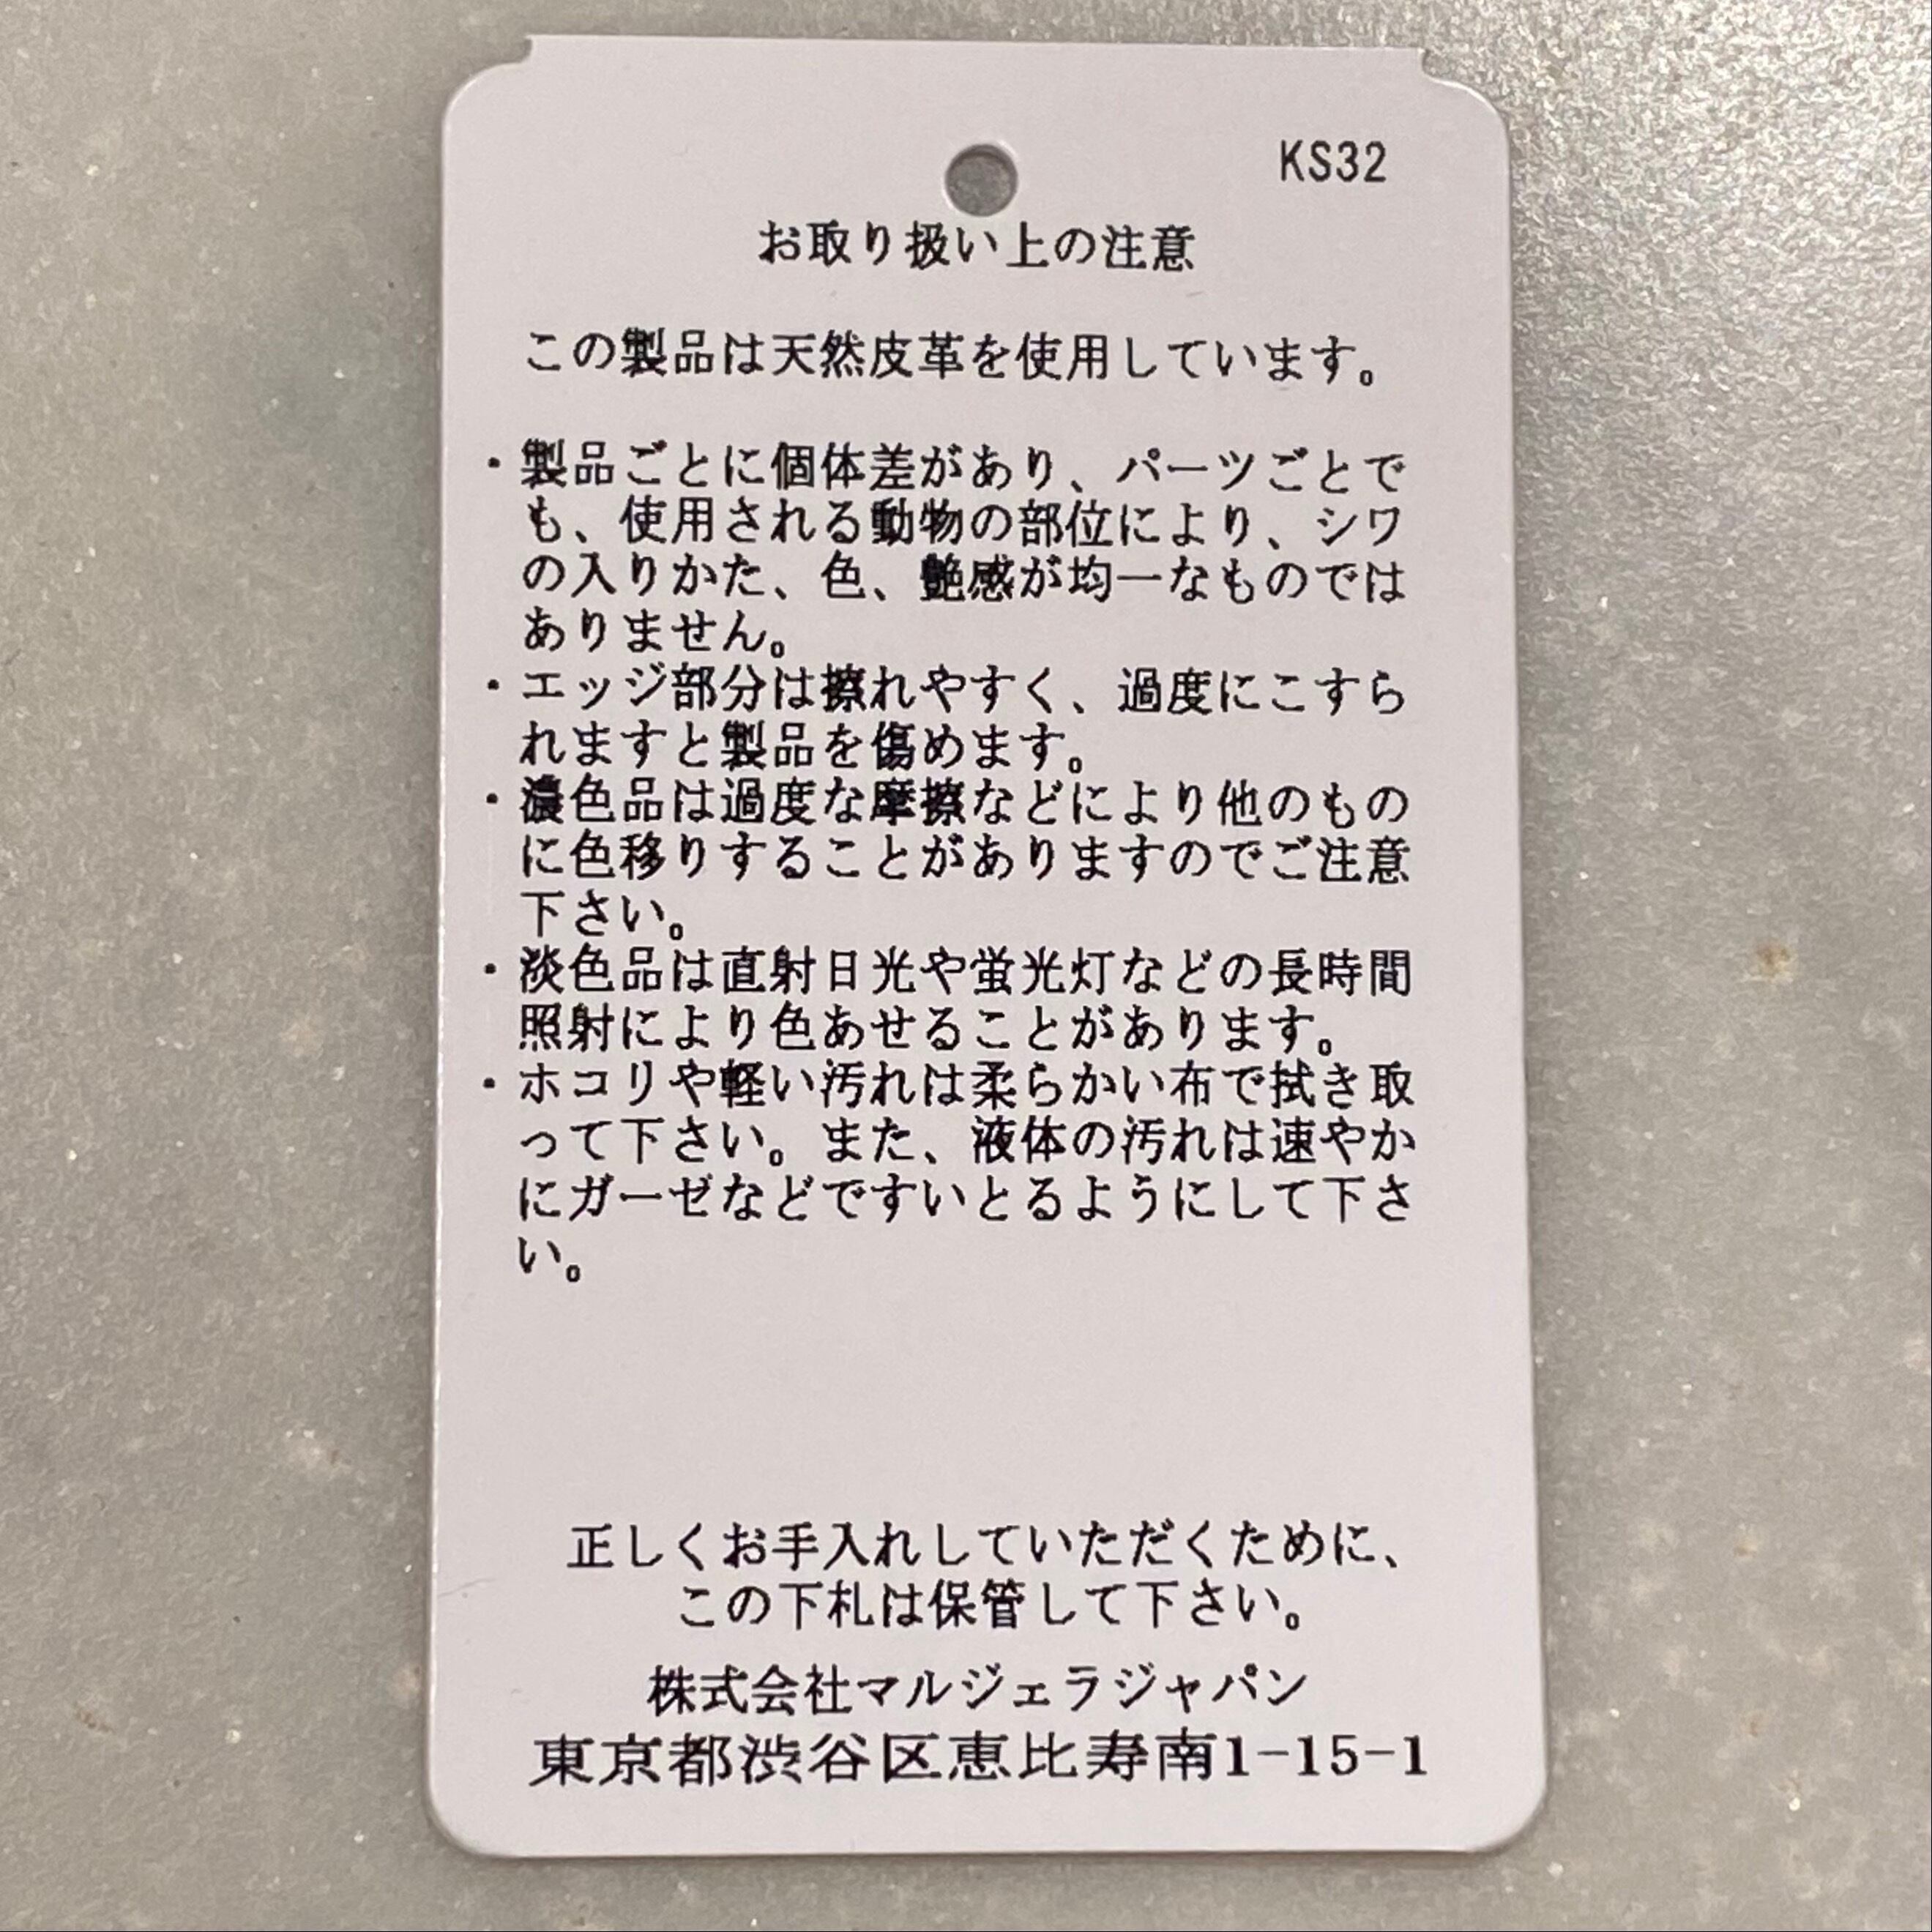 KS32
お取り扱い上の注意
この製品は天然皮革を使用しています。
・製品ごとに個体差があり、パーツごとで
も、使用される動物の部位により、シワ
の入りかた、色、艶感が均一なものでは
ありません。
・エッジ部分は擦れやすく、過度にこすら
れますと製品を傷めます。
・濃色品は過度な摩擦などにより他のもの
に色移りすることがありますのでご注意
下さい。
・淡色品は直射日光や蛍光灯などの長時間
照射により色あせることがあります。
・ホコリや軽い汚れは柔らかい布で拭き取
って下さい。また、液体の汚れは速やか
にガーゼなどですいとるようにして下さ
い。
正しくお手入れしていただくために、
この下札は保管して下さい。
株式会社マルジェラジャパン
東京都渋谷区恵比寿南1-15-1